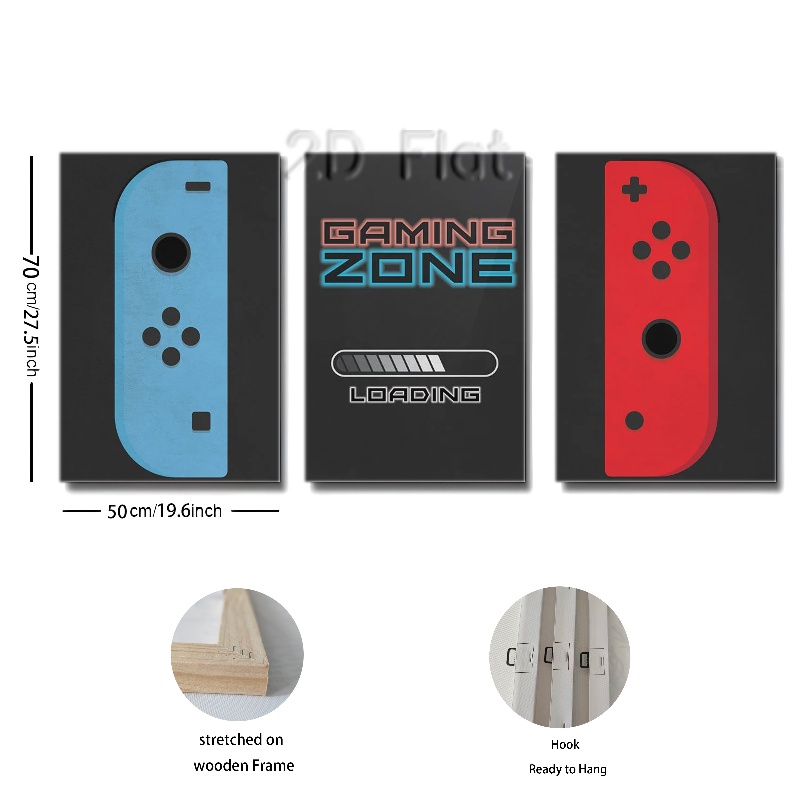 2D Flat
GAMING
ZONE
LOADING
70 cm/27.5inch
50cm/19.6inch
stretched on
wooden Frame
Hook
Ready to Hang